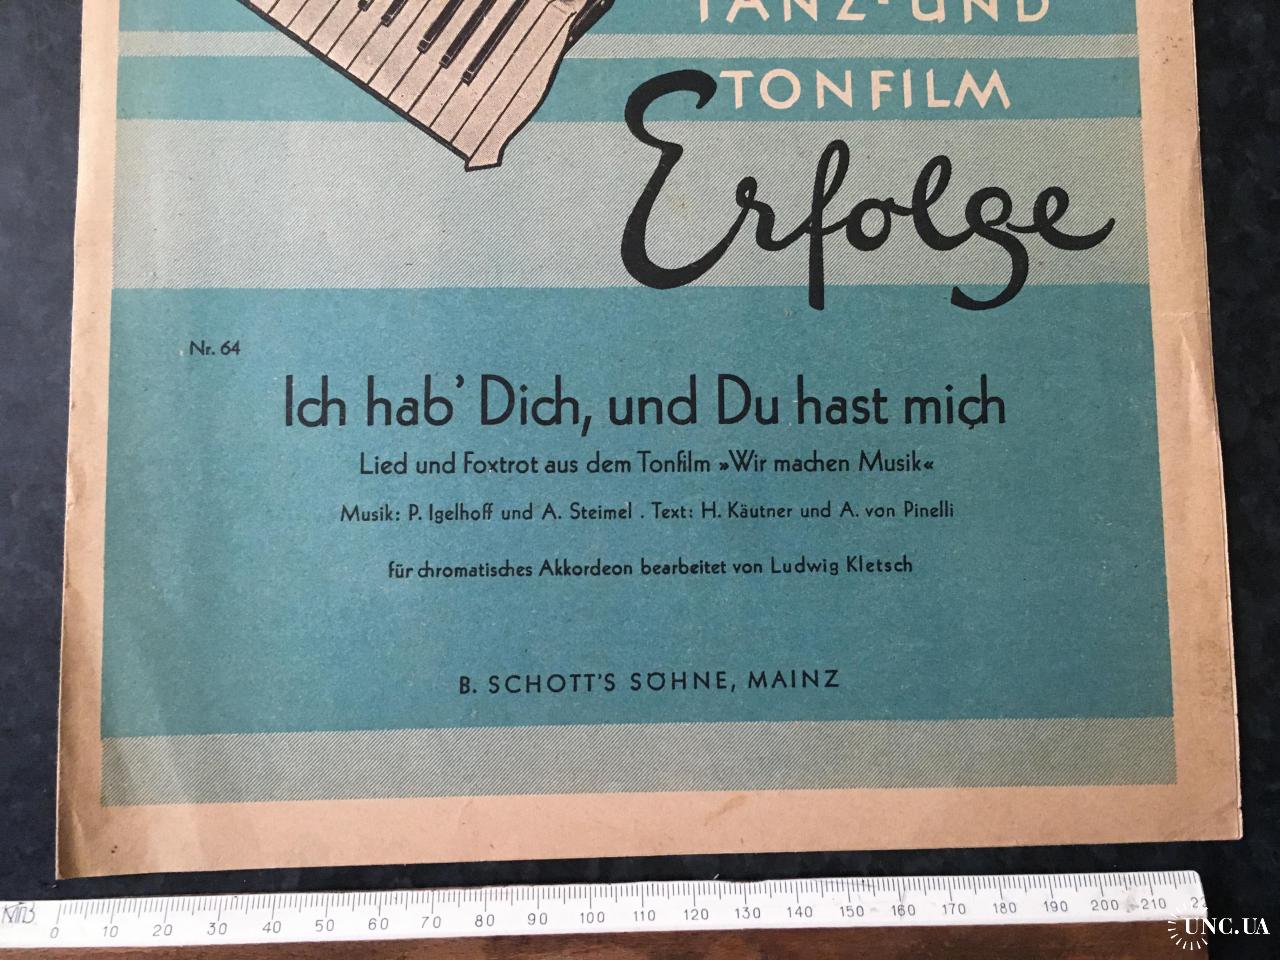 TANZ- UND
TONFILM
Erfolge
Nr. 64
Ich hab' Dich, und Du hast mich
Lied und Foxtrot aus dem Tonfilm »Wir machen Musik«
Musik: P. Igelhoff und A. Steimel . Text: H. Käutner und A. von Pinelli
für chromatisches Akkordeon bearbeitet von Ludwig Kletsch
B. SCHOTT'S SÖHNE, MAINZ
0 10 20 30 40 50 60 70 80 90 100 110 120 130 140 150 160 170 180 190 200 210 22
UNC.UA